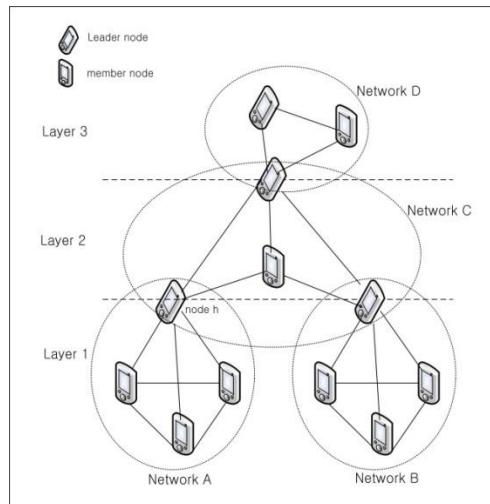 Leader node
member node
Network D
Layer 3
Network C
Layer 2
node h
Layer 1
Network A
Network B